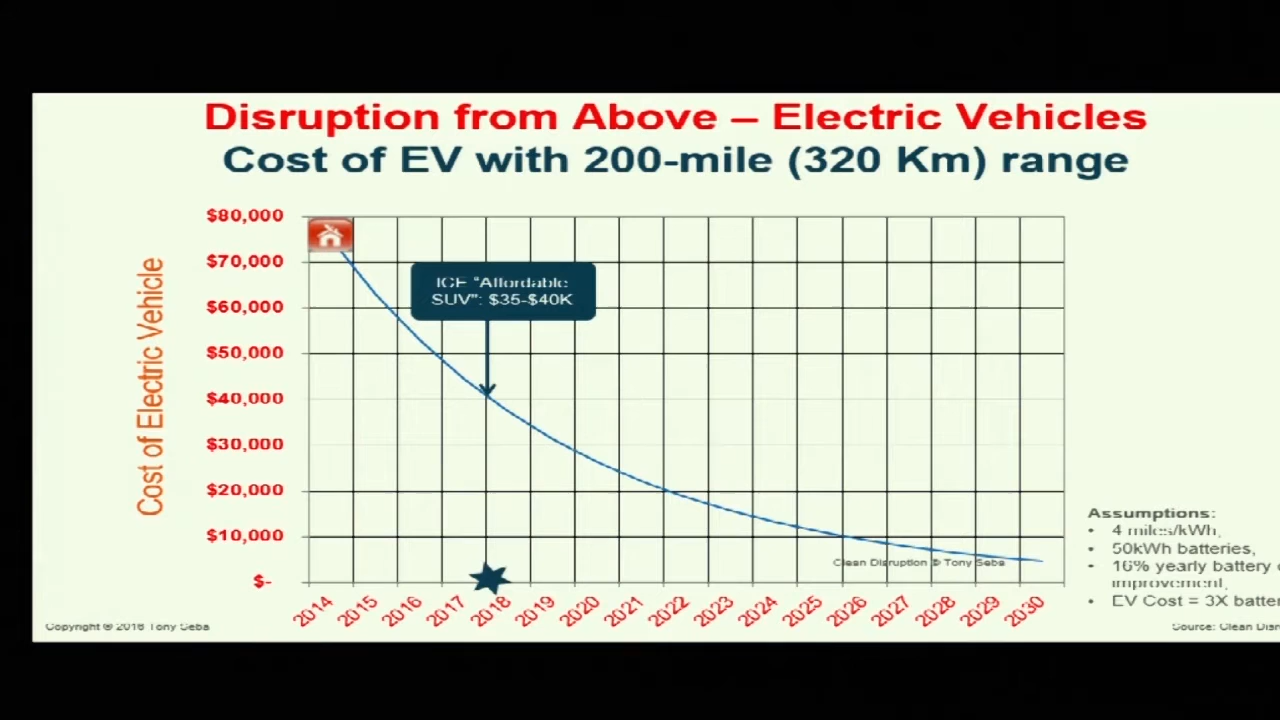 Disruption from Above – Electric Vehicles
Cost of EV with 200-mile (320 Km) range
Cost of Electric Vehicle
$80,000
$70,000
$60,000
$50,000
$40,000
$30,000
$20,000
$10,000
$-
ICE "Affordable
SUV": $35-$40K
2014
2015
2016
2017
2018
2019
2020
2021
2022
2023
2024
2025
2026
2027
2028
2029
2030
Clean Disruption © Tony Seba
Assumptions:
• 4 miles/kWh,
• 50kWh batteries,
• 16% yearly battery
improvement,
• EV Cost = 3X
Copyright © 2016 Tony Seba
Source: Clean